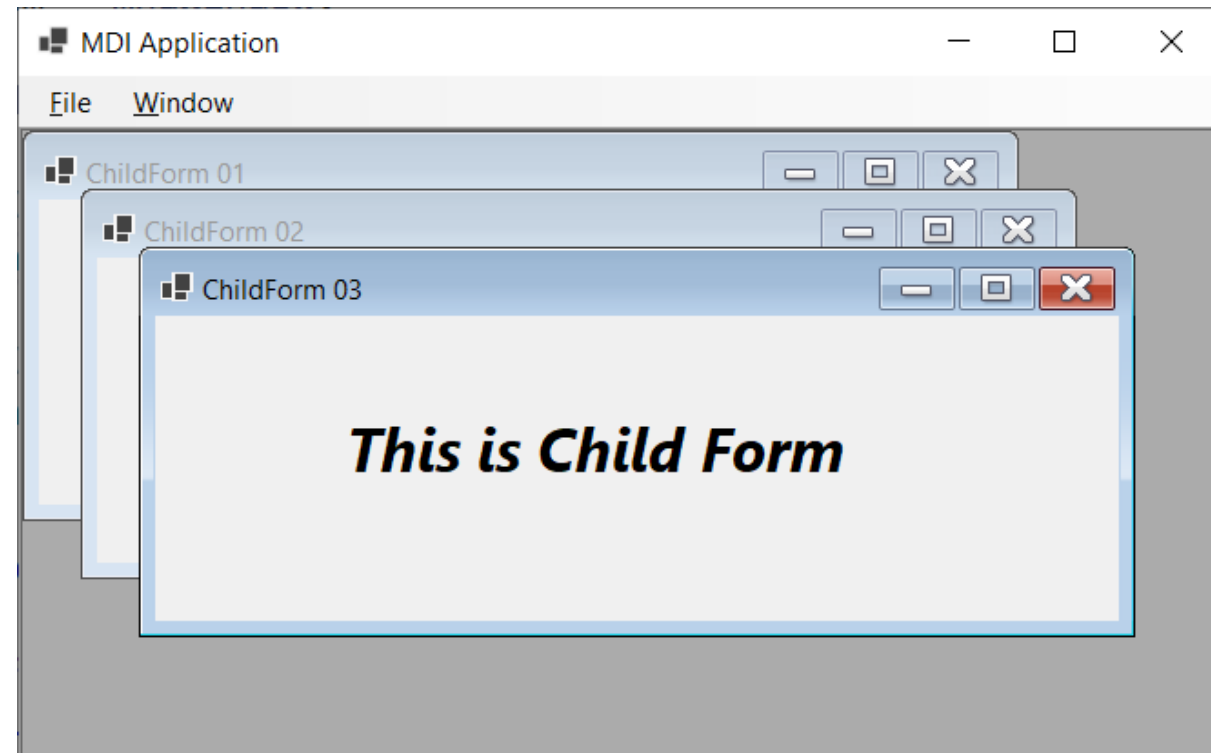 MDI Application
File Window
ChildForm 01
ChildForm 02
ChildForm 03
This is Child Form